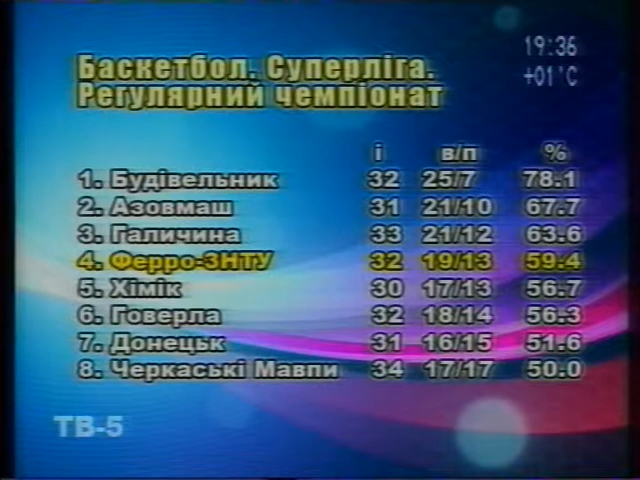 19:36
+01°C
Баскетбол. Суперліга.
Регулярний чемпіонат
і в/п %
1. Будівельник 32 25/7 78.1
2. Азовмаш 31 21/10 67.7
3. Галичина 33 21/12 63.6
4. Ферро-ЗНТУ 32 19/13 59.4
5. Хімік 30 17/13 56.7
6. Говерла 32 18/14 56.3
7. Донецьк 31 16/15 51.6
8. Черкаські Мавпи 34 17/17 50.0
ТВ-5